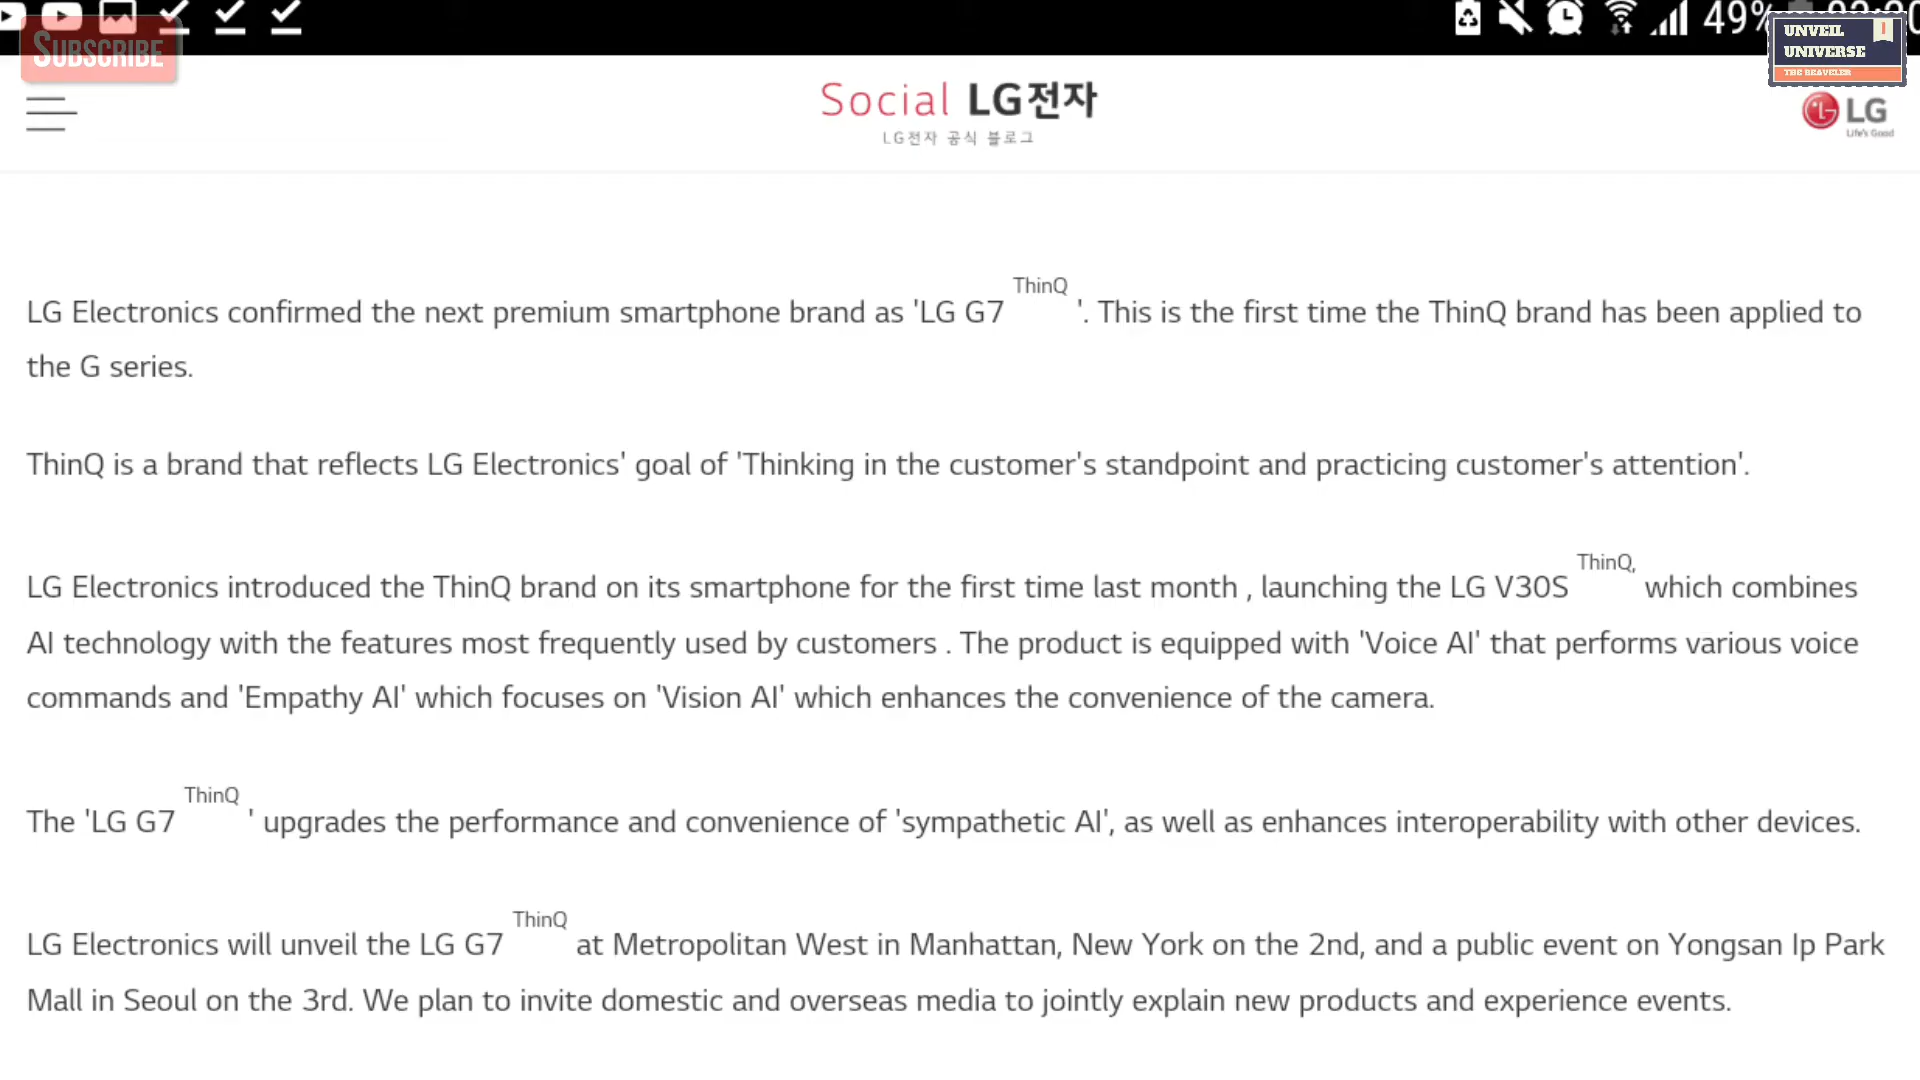 49%
SUBSCRIBE
UNVEIL
UNIVERSE
THE BEAVELER
Social LG전자
LG전자 공식 블로그
LG
Life's Good
LG Electronics confirmed the next premium smartphone brand as 'LG G7 ThinQ '. This is the first time the ThinQ brand has been applied to
the G series.
ThinQ is a brand that reflects LG Electronics' goal of 'Thinking in the customer's standpoint and practicing customer's attention'.
LG Electronics introduced the ThinQ brand on its smartphone for the first time last month , launching the LG V30S ThinQ, which combines
AI technology with the features most frequently used by customers . The product is equipped with 'Voice AI' that performs various voice
commands and 'Empathy AI' which focuses on 'Vision AI' which enhances the convenience of the camera.
The 'LG G7 ThinQ ' upgrades the performance and convenience of 'sympathetic AI', as well as enhances interoperability with other devices.
LG Electronics will unveil the LG G7 ThinQ at Metropolitan West in Manhattan, New York on the 2nd, and a public event on Yongsan Ip Park
Mall in Seoul on the 3rd. We plan to invite domestic and overseas media to jointly explain new products and experience events.